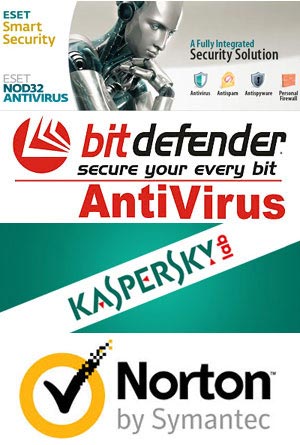 ESET
Smart
Security
ESET
NOD32
ANTIVIRUS
A Fully Integrated
Security Solution
Antivirus Antispam Antispyware Personal
Firewall
bitdefender
secure your every bit
AntiVirus
KASPERSKY lab
Norton™
by Symantec